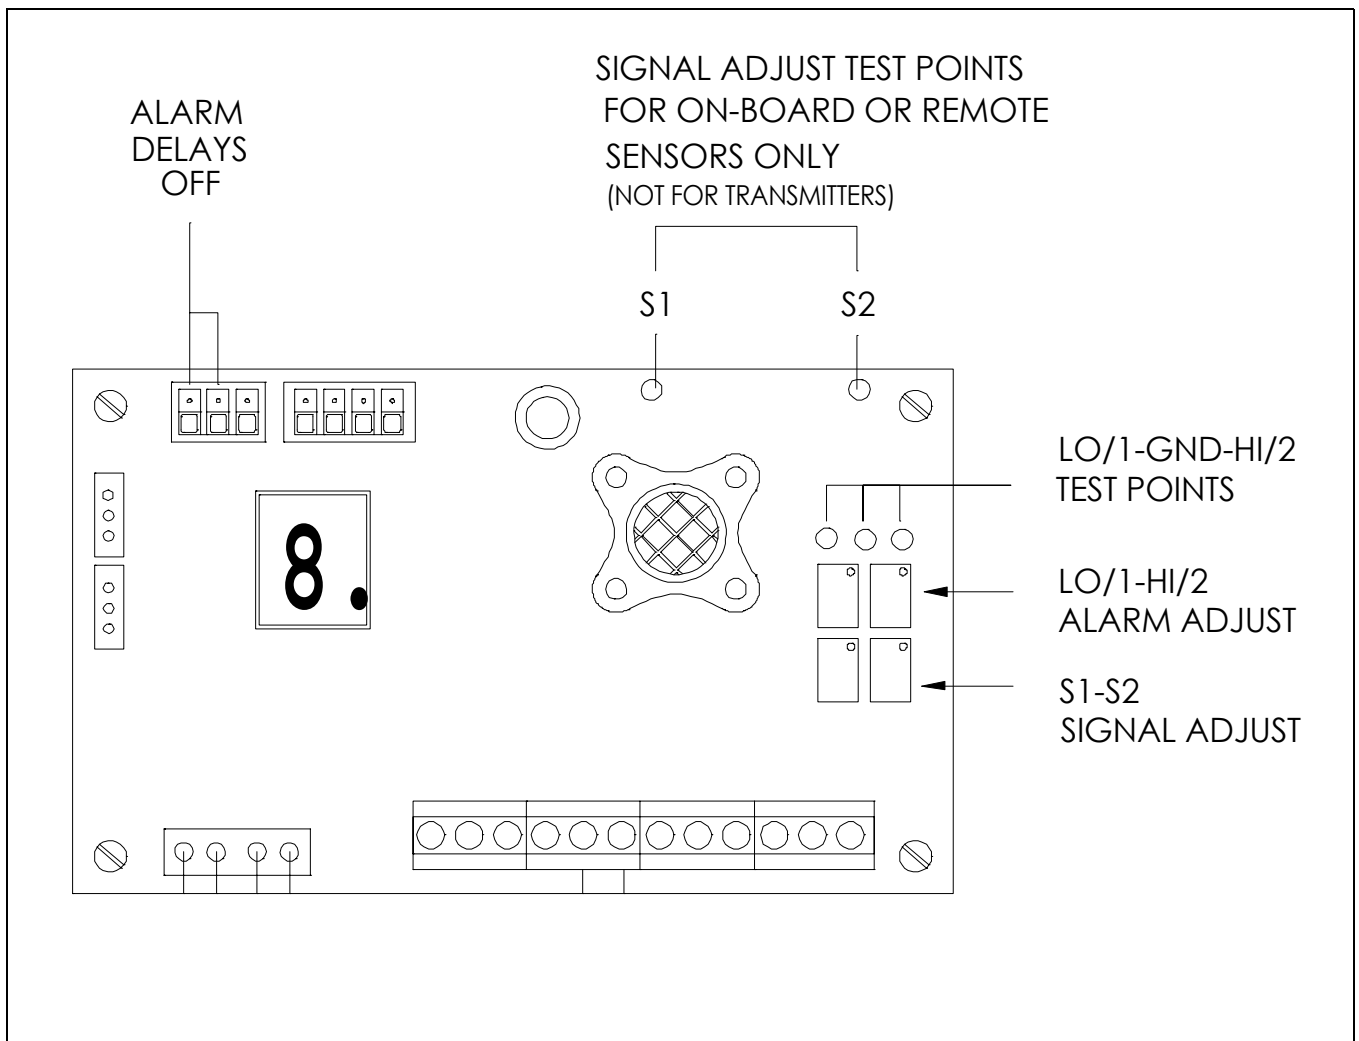 ALARM
DELAYS
OFF
SIGNAL ADJUST TEST POINTS
FOR ON-BOARD OR REMOTE
SENSORS ONLY
(NOT FOR TRANSMITTERS)
S1
S2
8.
LO/1-GND-HI/2
TEST POINTS
LO/1-HI/2
ALARM ADJUST
S1-S2
SIGNAL ADJUST